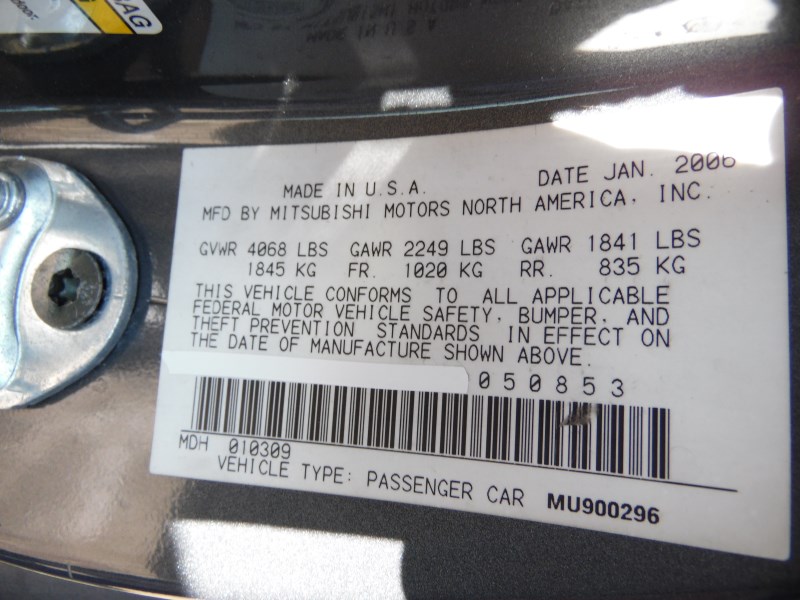 MAG
MADE IN U.S.A. DATE JAN. 2006
MFD BY MITSUBISHI MOTORS NORTH AMERICA, INC.
GVWR 4068 LBS GAWR 2249 LBS GAWR 1841 LBS
1845 KG FR. 1020 KG RR. 835 KG
THIS VEHICLE CONFORMS TO ALL APPLICABLE
FEDERAL MOTOR VEHICLE SAFETY, BUMPER, AND
THEFT PREVENTION STANDARDS IN EFFECT ON
THE DATE OF MANUFACTURE SHOWN ABOVE.
050853
MDH 010309
VEHICLE TYPE: PASSENGER CAR MU900296